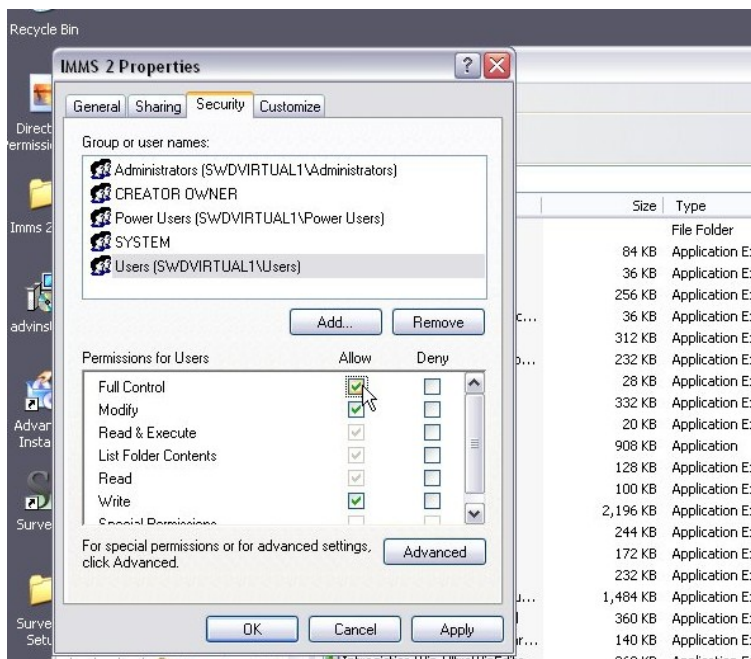 Recycle Bin
IMMS 2 Properties
General Sharing Security Customize
Direct
Group or user names:
Administrators (SWDVIRTUAL1\Administrators)
CREATOR OWNER
Power Users (SWDVIRTUAL1\Power Users)
Imms 2
SYSTEM
Users (SWDVIRTUAL1\Users)
Size Type
File Folder
84 KB Application E
36 KB Application E
256 KB Application E
Add... Remove
c... 36 KB Application E
312 KB Application E
Permissions for Users Allow Deny
232 KB Application E
Full Control
28 KB Application E
Modify
332 KB Application E
Advan
Insta
20 KB Application E
Read & Execute
908 KB Application
List Folder Contents
128 KB Application E
Read
100 KB Application E
Write
2,196 KB Application E
Special Permissions
Surve
244 KB Application E
For special permissions or for advanced settings,
click Advanced.
Advanced
172 KB Application E
232 KB Application E
1,484 KB Application E
Surve
Setu
OK Cancel Apply
360 KB Application E
140 KB Application E